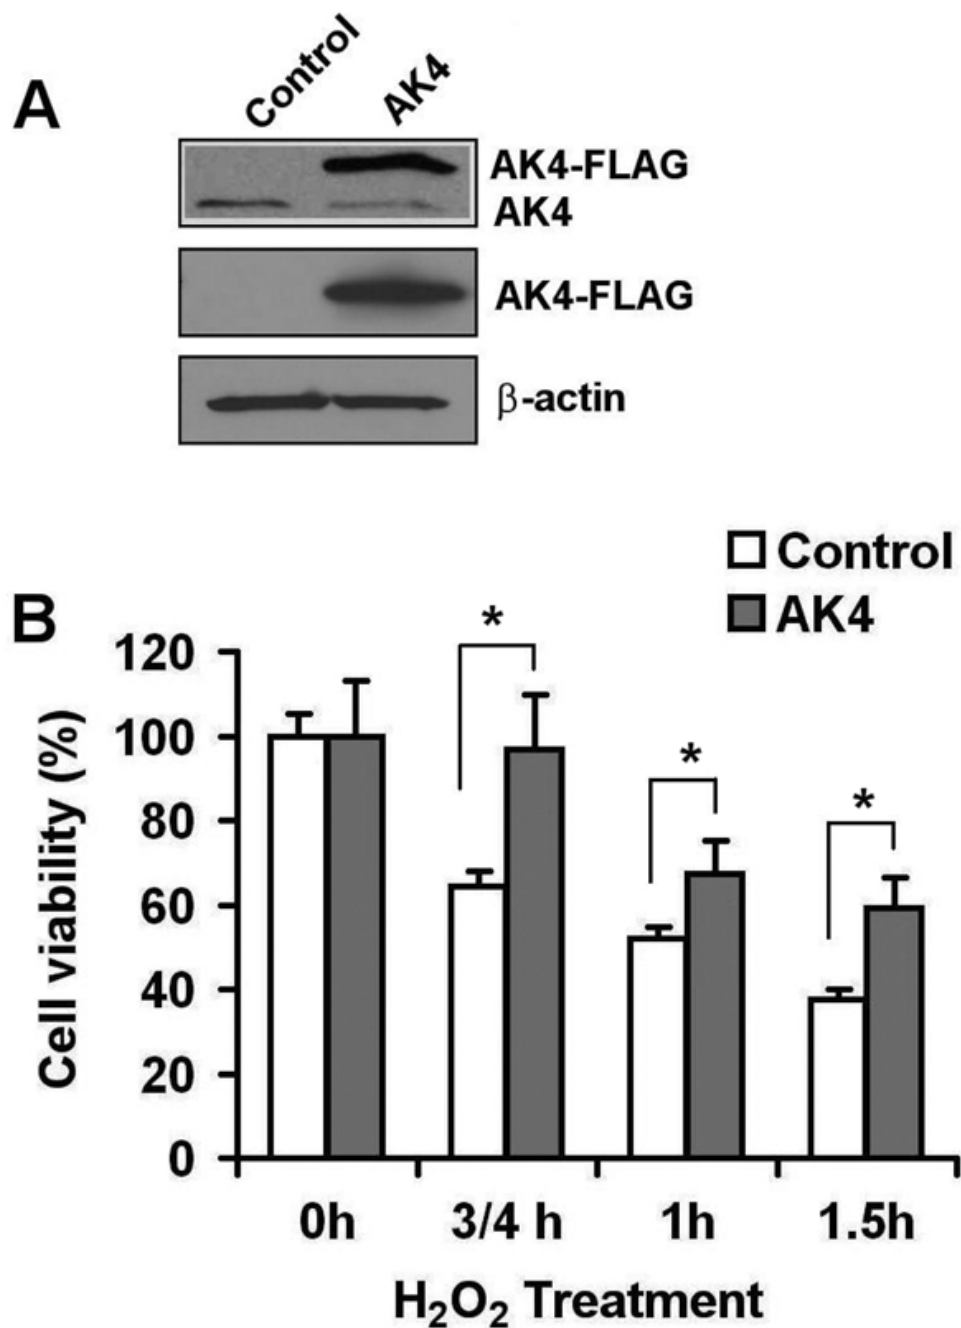 A
Control
AK4
AK4-FLAG
AK4
AK4-FLAG
β-actin
B
Control
AK4
*
*
*
Cell viability (%)
120
100
80
60
40
20
0
0h
3/4 h
1h
1.5h
H₂O₂ Treatment